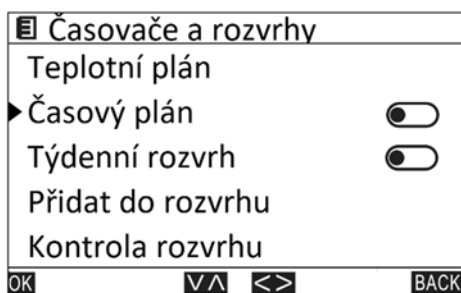 Časovače a rozvrhy
Teplotní plán
Časový plán
Týdenní rozvrh
Přidat do rozvrhu
Kontrola rozvrhu
OK BACK